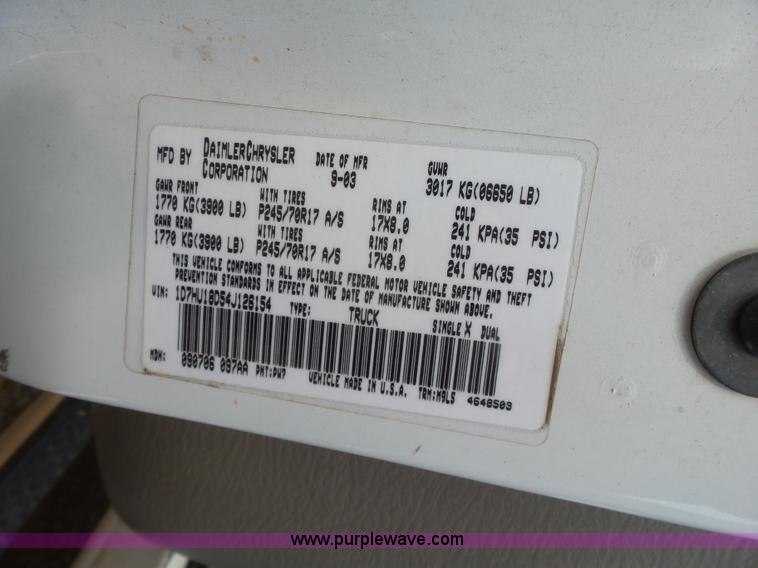 MFD BY DAIMLERCHRYSLER CORPORATION DATE OF MFR 9-03 GVWR 3017 KG(06650 LB)
GAWR FRONT WITH TIRES RIMS AT COLD
1770 KG(3900 LB) P245/70R17 A/S 17X8.0 241 KPA(35 PSI)
GAWR REAR WITH TIRES RIMS AT COLD
1770 KG(3900 LB) P245/70R17 A/S 17X8.0 241 KPA(35 PSI)
THIS VEHICLE CONFORMS TO ALL APPLICABLE FEDERAL MOTOR VEHICLE SAFETY AND THEFT
PREVENTION STANDARDS IN EFFECT ON THE DATE OF MANUFACTURE SHOWN ABOVE.
VIN: 1D7HU18D54J126154 TYPE: TRUCK SINGLE X DUAL
MDH: 090706 097AA PNT:PW7 VEHICLE MADE IN U.S.A. TRM:M9L5 4648509
www.purplewave.com